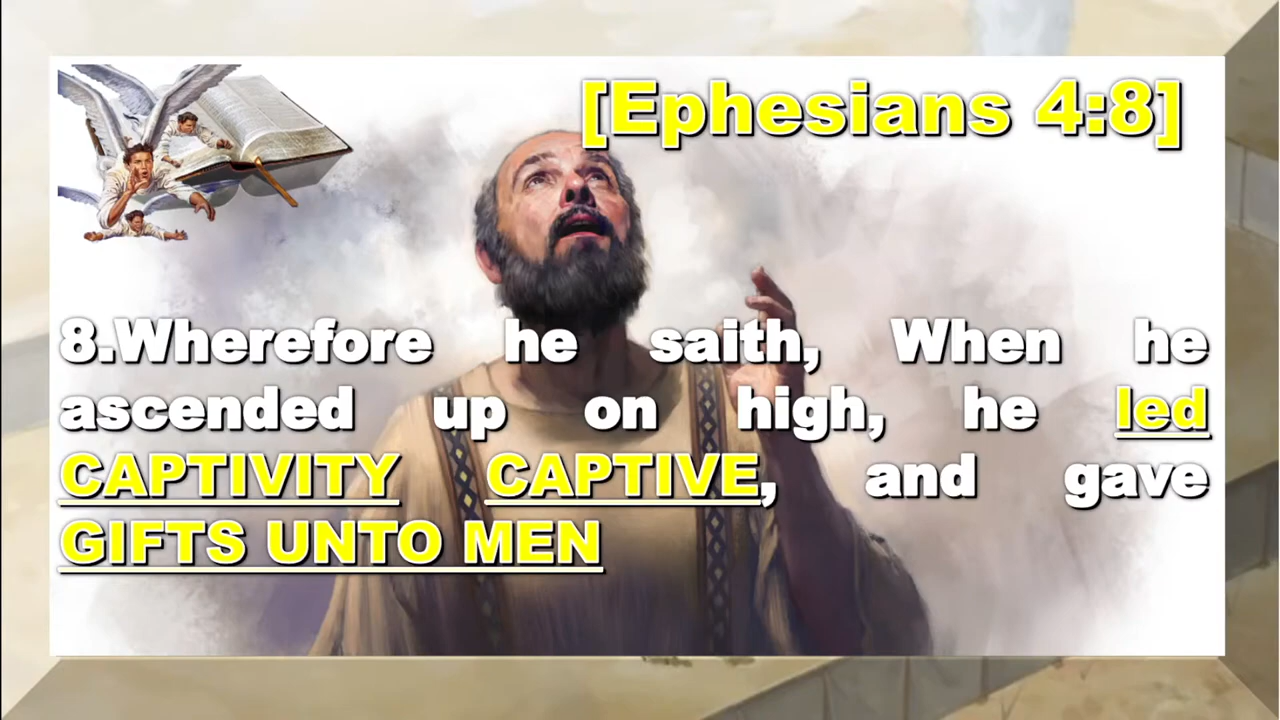 [Ephesians 4:8]
8.Wherefore he saith, When he
ascended up on high, he led
CAPTIVITY CAPTIVE, and gave
GIFTS UNTO MEN